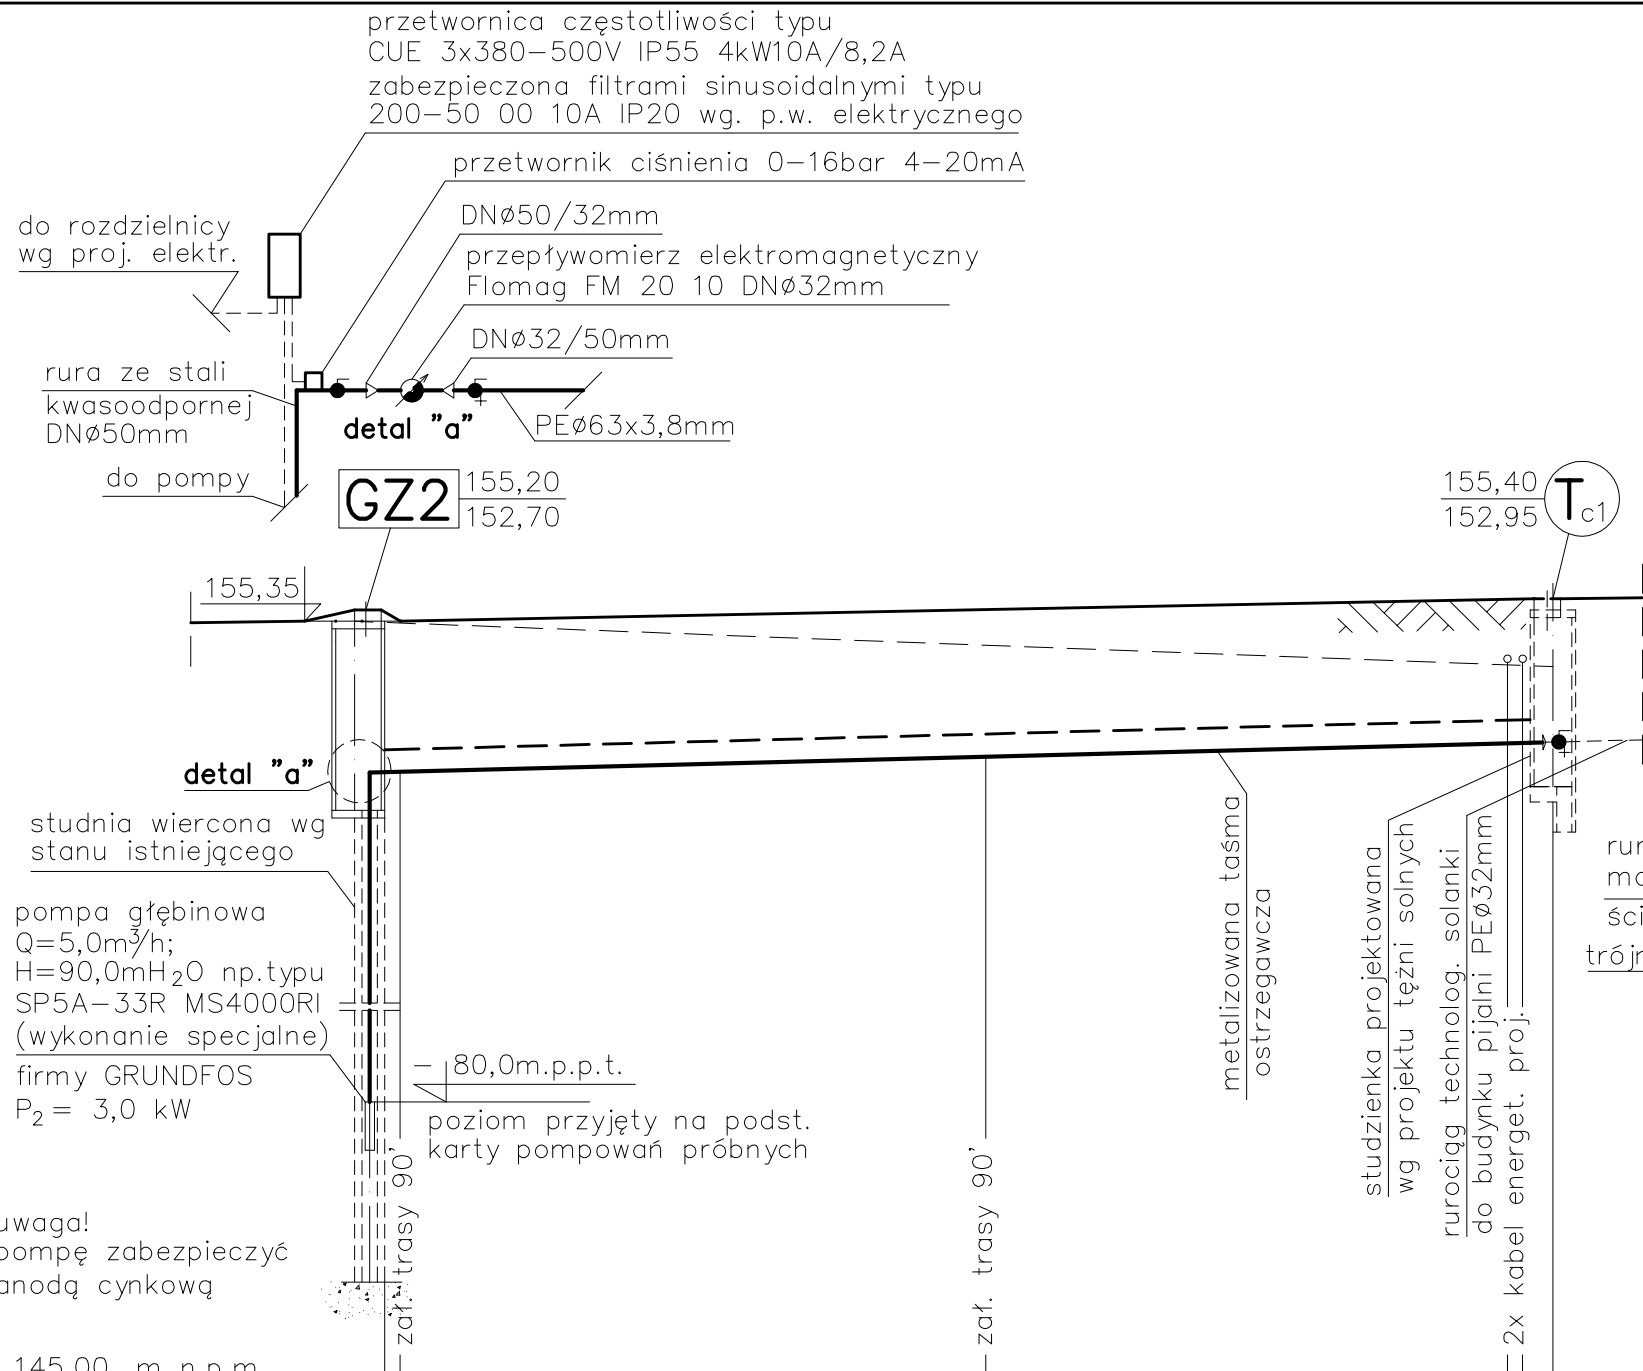 przetwornica częstotliwości typu
CUE 3x380-500V IP55 4kW10A/8,2A
zabezpieczona filtrami sinusoidalnymi typu
200-50 00 10A IP20 wg. p.w. elektrycznego
przetwornik ciśnienia 0-16bar 4-20mA
DNø50/32mm
do rozdzielnicy
wg proj. elektr.
przepływomierz elektromagnetyczny
Flomag FM 20 10 DNø32mm
DNø32/50mm
rura ze stali
kwasoodpornej
DNø50mm
detal "a"
PEø63x3,8mm
do pompy
GZ2
155,20
152,70
155,40
152,95
Tc1
155,35
detal "a"
studnia wiercona wg
stanu istniejącego
pompa głębinowa
Q=5,0m³/h;
H=90,0mH₂O np.typu
SP5A-33R MS4000RI
(wykonanie specjalne)
firmy GRUNDFOS
P₂= 3,0 kW
- 80,0m.p.p.t.
poziom przyjęty na podst.
karty pompowań próbnych
uwaga!
pompę zabezpieczyć
anodą cynkową
145,00 m n.p.m
zał. trasy 90'
zał. trasy 90'
metalizowana taśma
ostrzegawcza
studzienka projektowana
wg projektu tężni solnych
rurociąg technolog. solanki
do budynku pijalni PEø32mm
2x kabel energet. proj.
rur
ma
ści
trójn